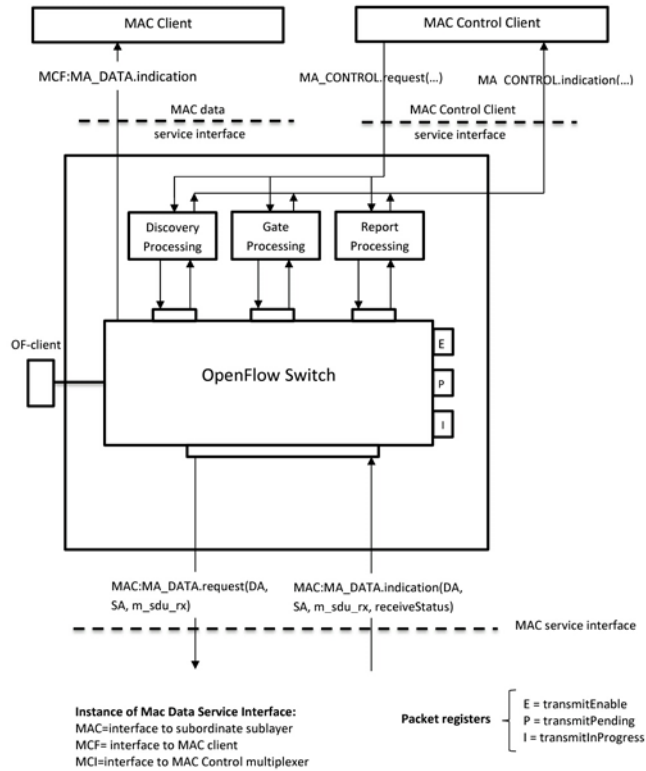 MAC Client
MAC Control Client
MCF:MA_DATA.indication
MA_CONTROL.request(...)
MA_CONTROL.indication(...)
MAC data
service interface
MAC Control Client
service interface
Discovery
Processing
Gate
Processing
Report
Processing
OF-client
OpenFlow Switch
E
P
I
MAC:MA_DATA.request(DA,
SA, m_sdu_rx)
MAC:MA_DATA.indication(DA,
SA, m_sdu_rx, receiveStatus)
MAC service interface
Instance of Mac Data Service Interface:
MAC=interface to subordinate sublayer
MCF= interface to MAC client
MCI=interface to MAC Control multiplexer
Packet registers
E = transmitEnable
P = transmitPending
I = transmitInProgress